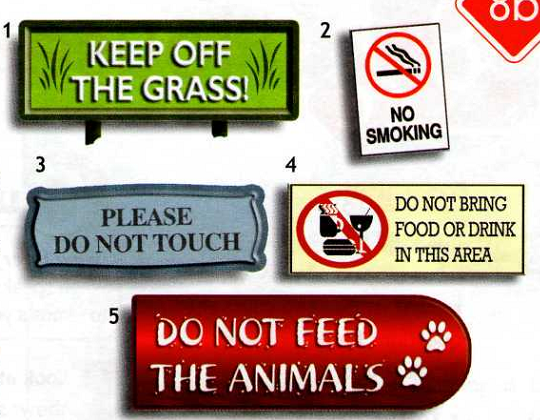 8b
1
KEEP OFF
THE GRASS!
2
NO
SMOKING
3
PLEASE
DO NOT TOUCH
4
DO NOT BRING
FOOD OR DRINK
IN THIS AREA
5
DO NOT FEED
THE ANIMALS